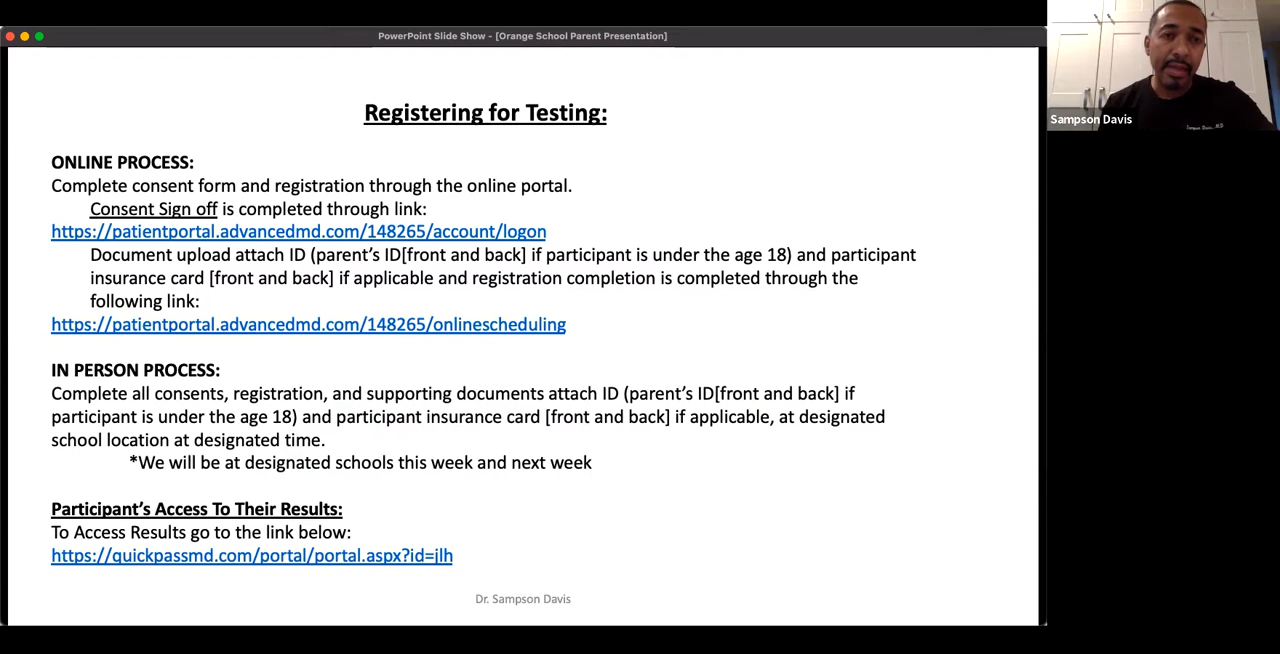 PowerPoint Slide Show - [Orange School Parent Presentation]
Registering for Testing:
ONLINE PROCESS:
Complete consent form and registration through the online portal.
Consent Sign off is completed through link:
https://patientportal.advancedmd.com/148265/account/logon
Document upload attach ID (parent’s ID[front and back] if participant is under the age 18) and participant
insurance card [front and back] if applicable and registration completion is completed through the
following link:
https://patientportal.advancedmd.com/148265/onlinescheduling
IN PERSON PROCESS:
Complete all consents, registration, and supporting documents attach ID (parent’s ID[front and back] if
participant is under the age 18) and participant insurance card [front and back] if applicable, at designated
school location at designated time.
*We will be at designated schools this week and next week
Participant’s Access To Their Results:
To Access Results go to the link below:
https://quickpassmd.com/portal/portal.aspx?id=jlh
Dr. Sampson Davis
Sampson Davis
Sampson Davis, M.D.